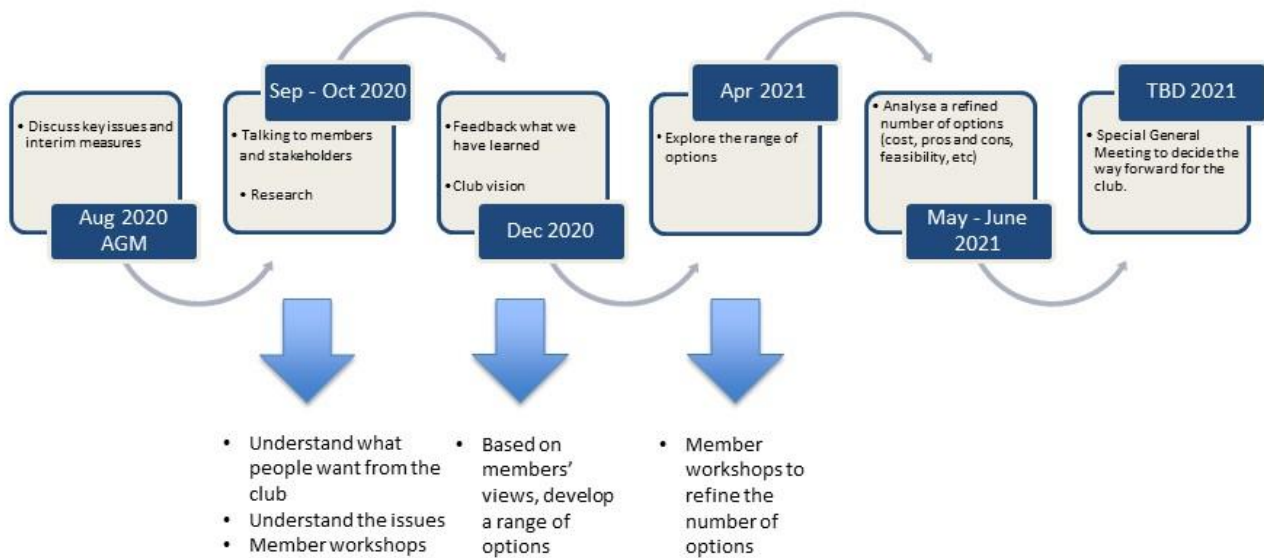 • Discuss key issues and
interim measures
Aug 2020
AGM
Sep - Oct 2020
• Talking to members
and stakeholders
• Research
• Feedback what we
have learned
• Club vision
Dec 2020
Apr 2021
• Explore the range of
options
• Analyse a refined
number of options
(cost, pros and cons,
feasibility, etc)
May - June
2021
TBD 2021
• Special General
Meeting to decide the
way forward for the
club.
• Understand what
people want from the
club
• Understand the issues
• Member workshops
• Based on
members’
views, develop
a range of
options
• Member
workshops to
refine the
number of
options